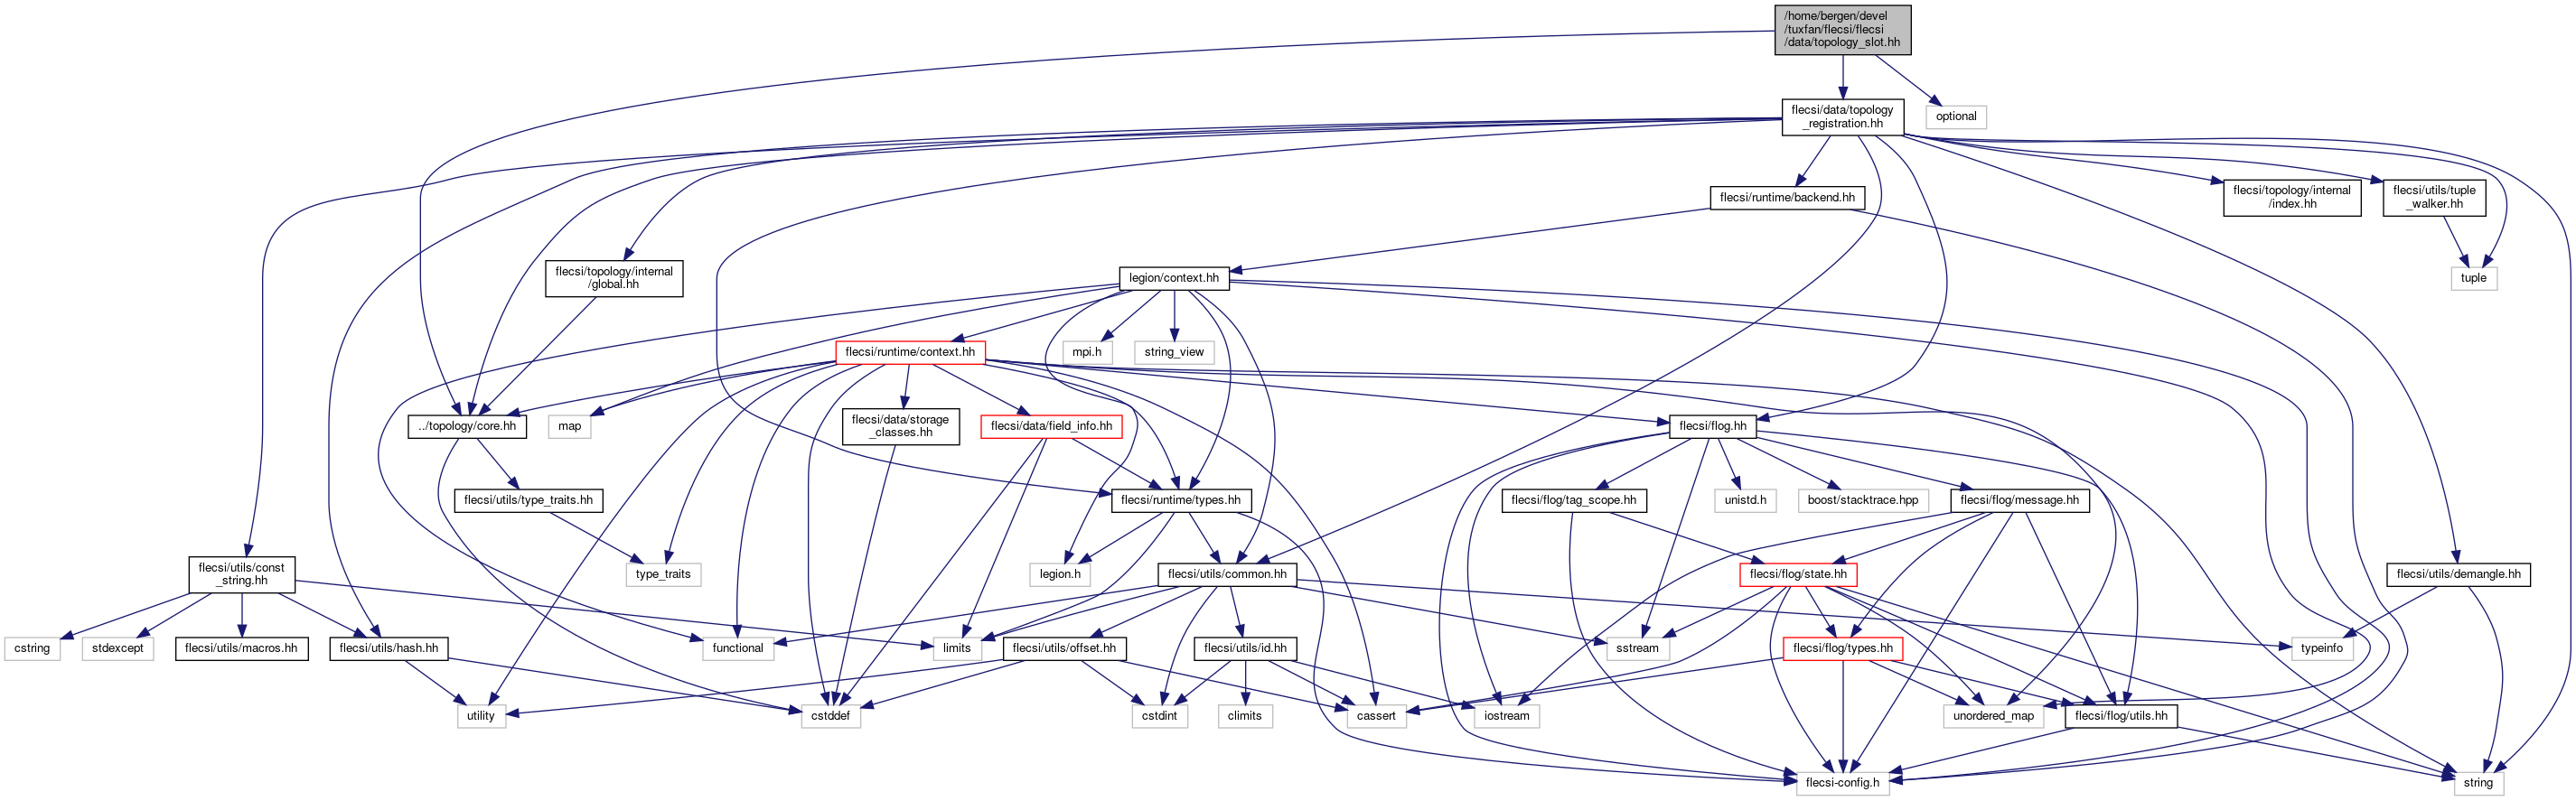 /home/bergen/devel
/tuxfan/flecsi/flecsi
/data/topology_slot.hh
flecsi/data/topology
_registration.hh
optional
flecsi/runtime/backend.hh
flecsi/topology/internal
/index.hh
flecsi/utils/tuple
_walker.hh
flecsi/topology/internal
/global.hh
legion/context.hh
tuple
flecsi/runtime/context.hh
mpi.h
string_view
../topology/core.hh
map
flecsi/data/storage
_classes.hh
flecsi/data/field_info.hh
flecsi/flog.hh
flecsi/utils/type_traits.hh
flecsi/runtime/types.hh
flecsi/flog/tag_scope.hh
unistd.h
boost/stacktrace.hpp
flecsi/flog/message.hh
flecsi/utils/const
_string.hh
type_traits
legion.h
flecsi/utils/common.hh
flecsi/flog/state.hh
flecsi/utils/demangle.hh
cstring
stdexcept
flecsi/utils/macros.hh
flecsi/utils/hash.hh
functional
limits
flecsi/utils/offset.hh
flecsi/utils/id.hh
sstream
flecsi/flog/types.hh
typeinfo
utility
cstddef
cstdint
climits
cassert
iostream
unordered_map
flecsi/flog/utils.hh
flecsi-config.h
string